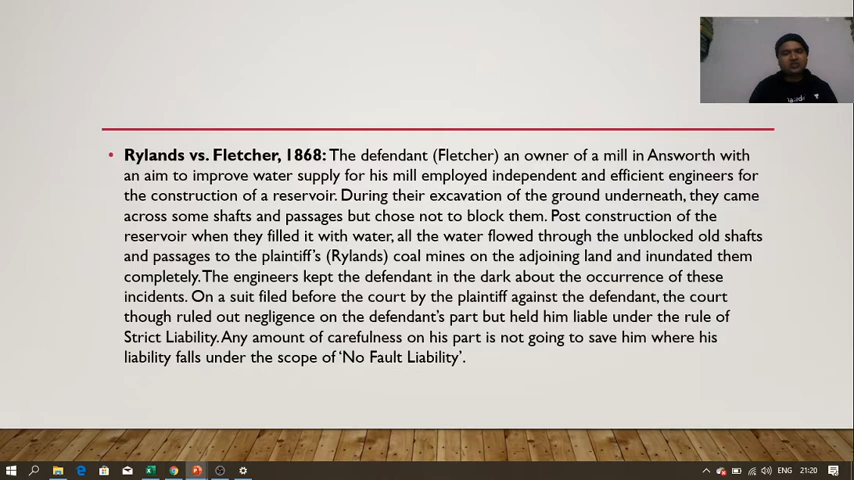 • Rylands vs. Fletcher, 1868: The defendant (Fletcher) an owner of a mill in Answorth with
an aim to improve water supply for his mill employed independent and efficient engineers for
the construction of a reservoir. During their excavation of the ground underneath, they came
across some shafts and passages but chose not to block them. Post construction of the
reservoir when they filled it with water, all the water flowed through the unblocked old shafts
and passages to the plaintiff's (Rylands) coal mines on the adjoining land and inundated them
completely. The engineers kept the defendant in the dark about the occurrence of these
incidents. On a suit filed before the court by the plaintiff against the defendant, the court
though ruled out negligence on the defendant's part but held him liable under the rule of
Strict Liability. Any amount of carefulness on his part is not going to save him where his
liability falls under the scope of 'No Fault Liability'.
ENG
21:20